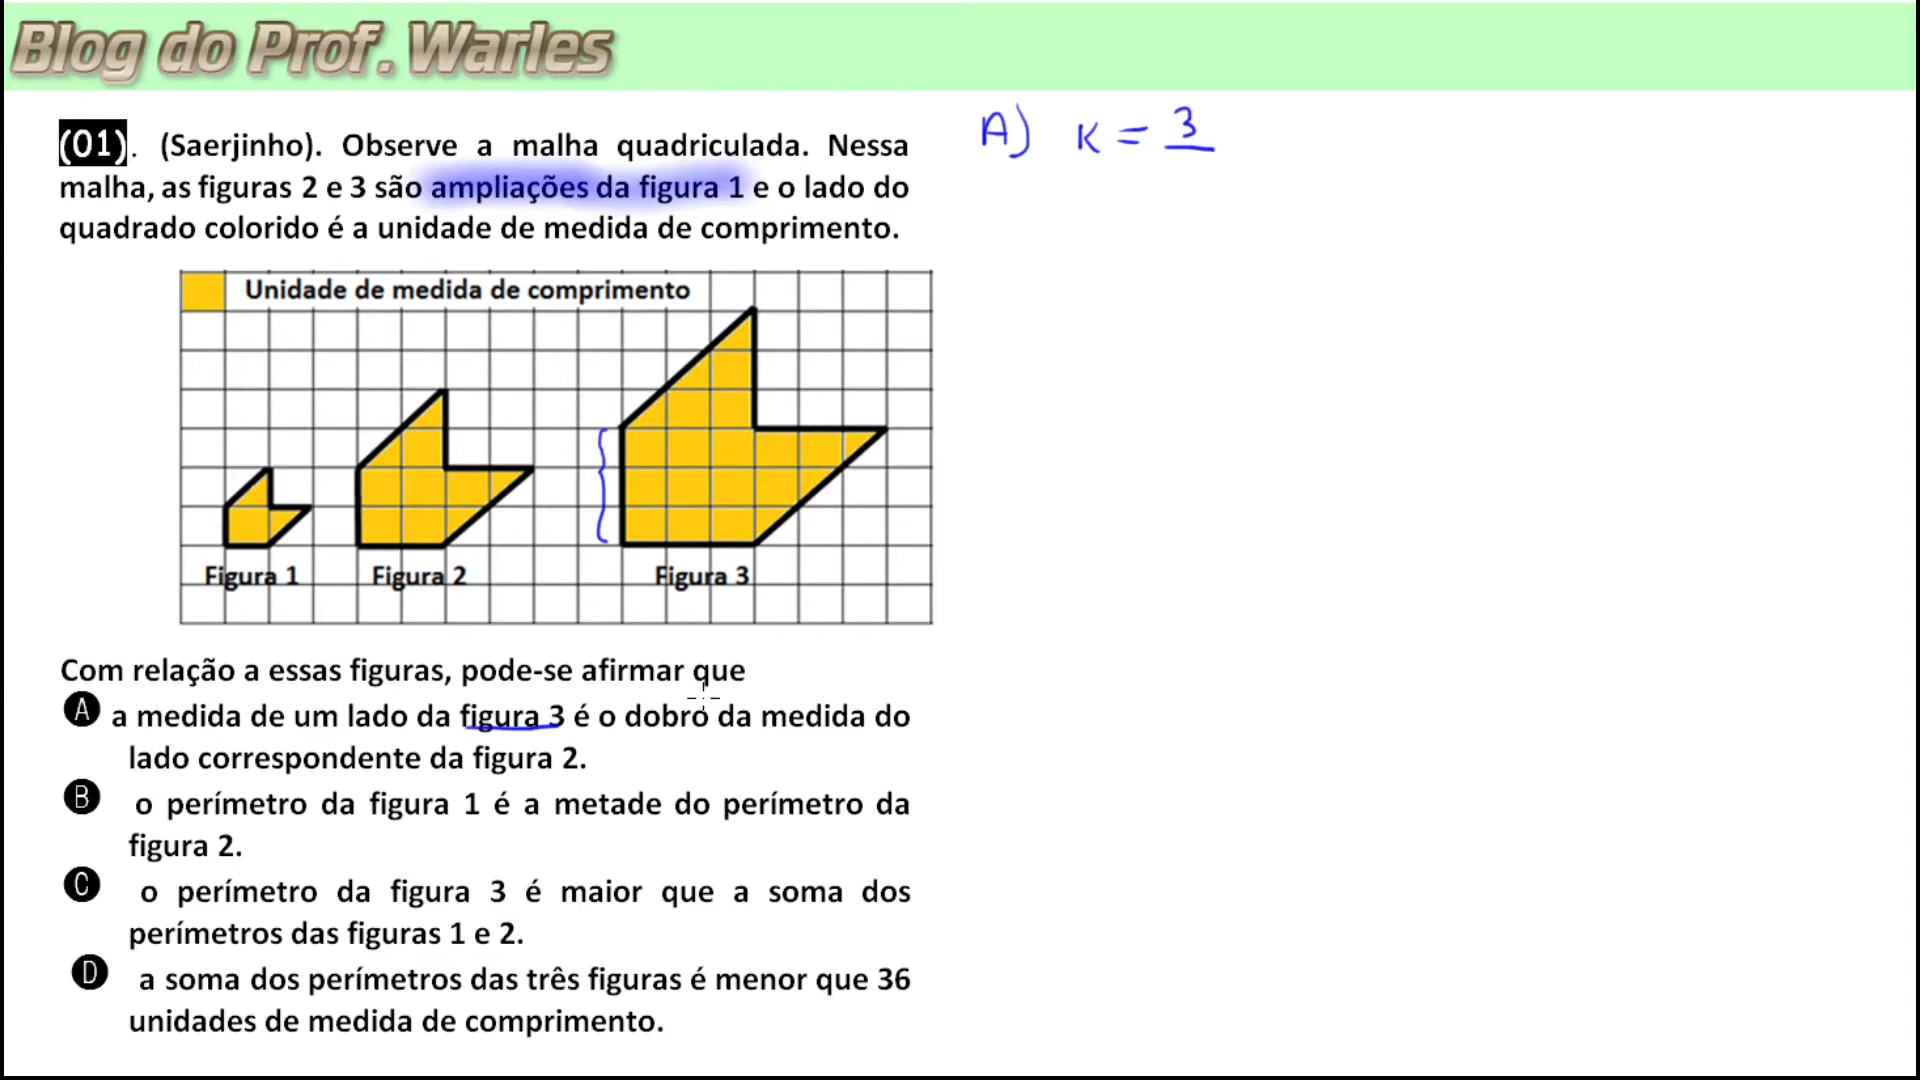 Blog do Prof. Warles
(01). (Saerjinho). Observe a malha quadriculada. Nessa
malha, as figuras 2 e 3 são ampliações da figura 1 e o lado do
quadrado colorido é a unidade de medida de comprimento.
Unidade de medida de comprimento
Figura 1 Figura 2 Figura 3
Com relação a essas figuras, pode-se afirmar que
A a medida de um lado da figura 3 é o dobro da medida do
lado correspondente da figura 2.
B o perímetro da figura 1 é a metade do perímetro da
figura 2.
C o perímetro da figura 3 é maior que a soma dos
perímetros das figuras 1 e 2.
D a soma dos perímetros das três figuras é menor que 36
unidades de medida de comprimento.
A) K = 3